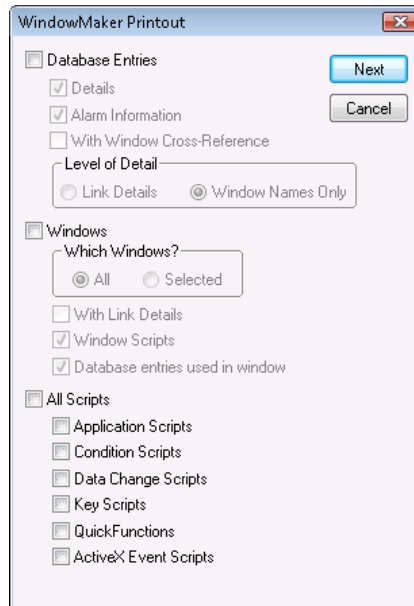 WindowMaker Printout
Database Entries
Next
Details
Cancel
Alarm Information
With Window Cross-Reference
Level of Detail
Link Details Window Names Only
Windows
Which Windows?
All Selected
With Link Details
Window Scripts
Database entries used in window
All Scripts
Application Scripts
Condition Scripts
Data Change Scripts
Key Scripts
QuickFunctions
ActiveX Event Scripts